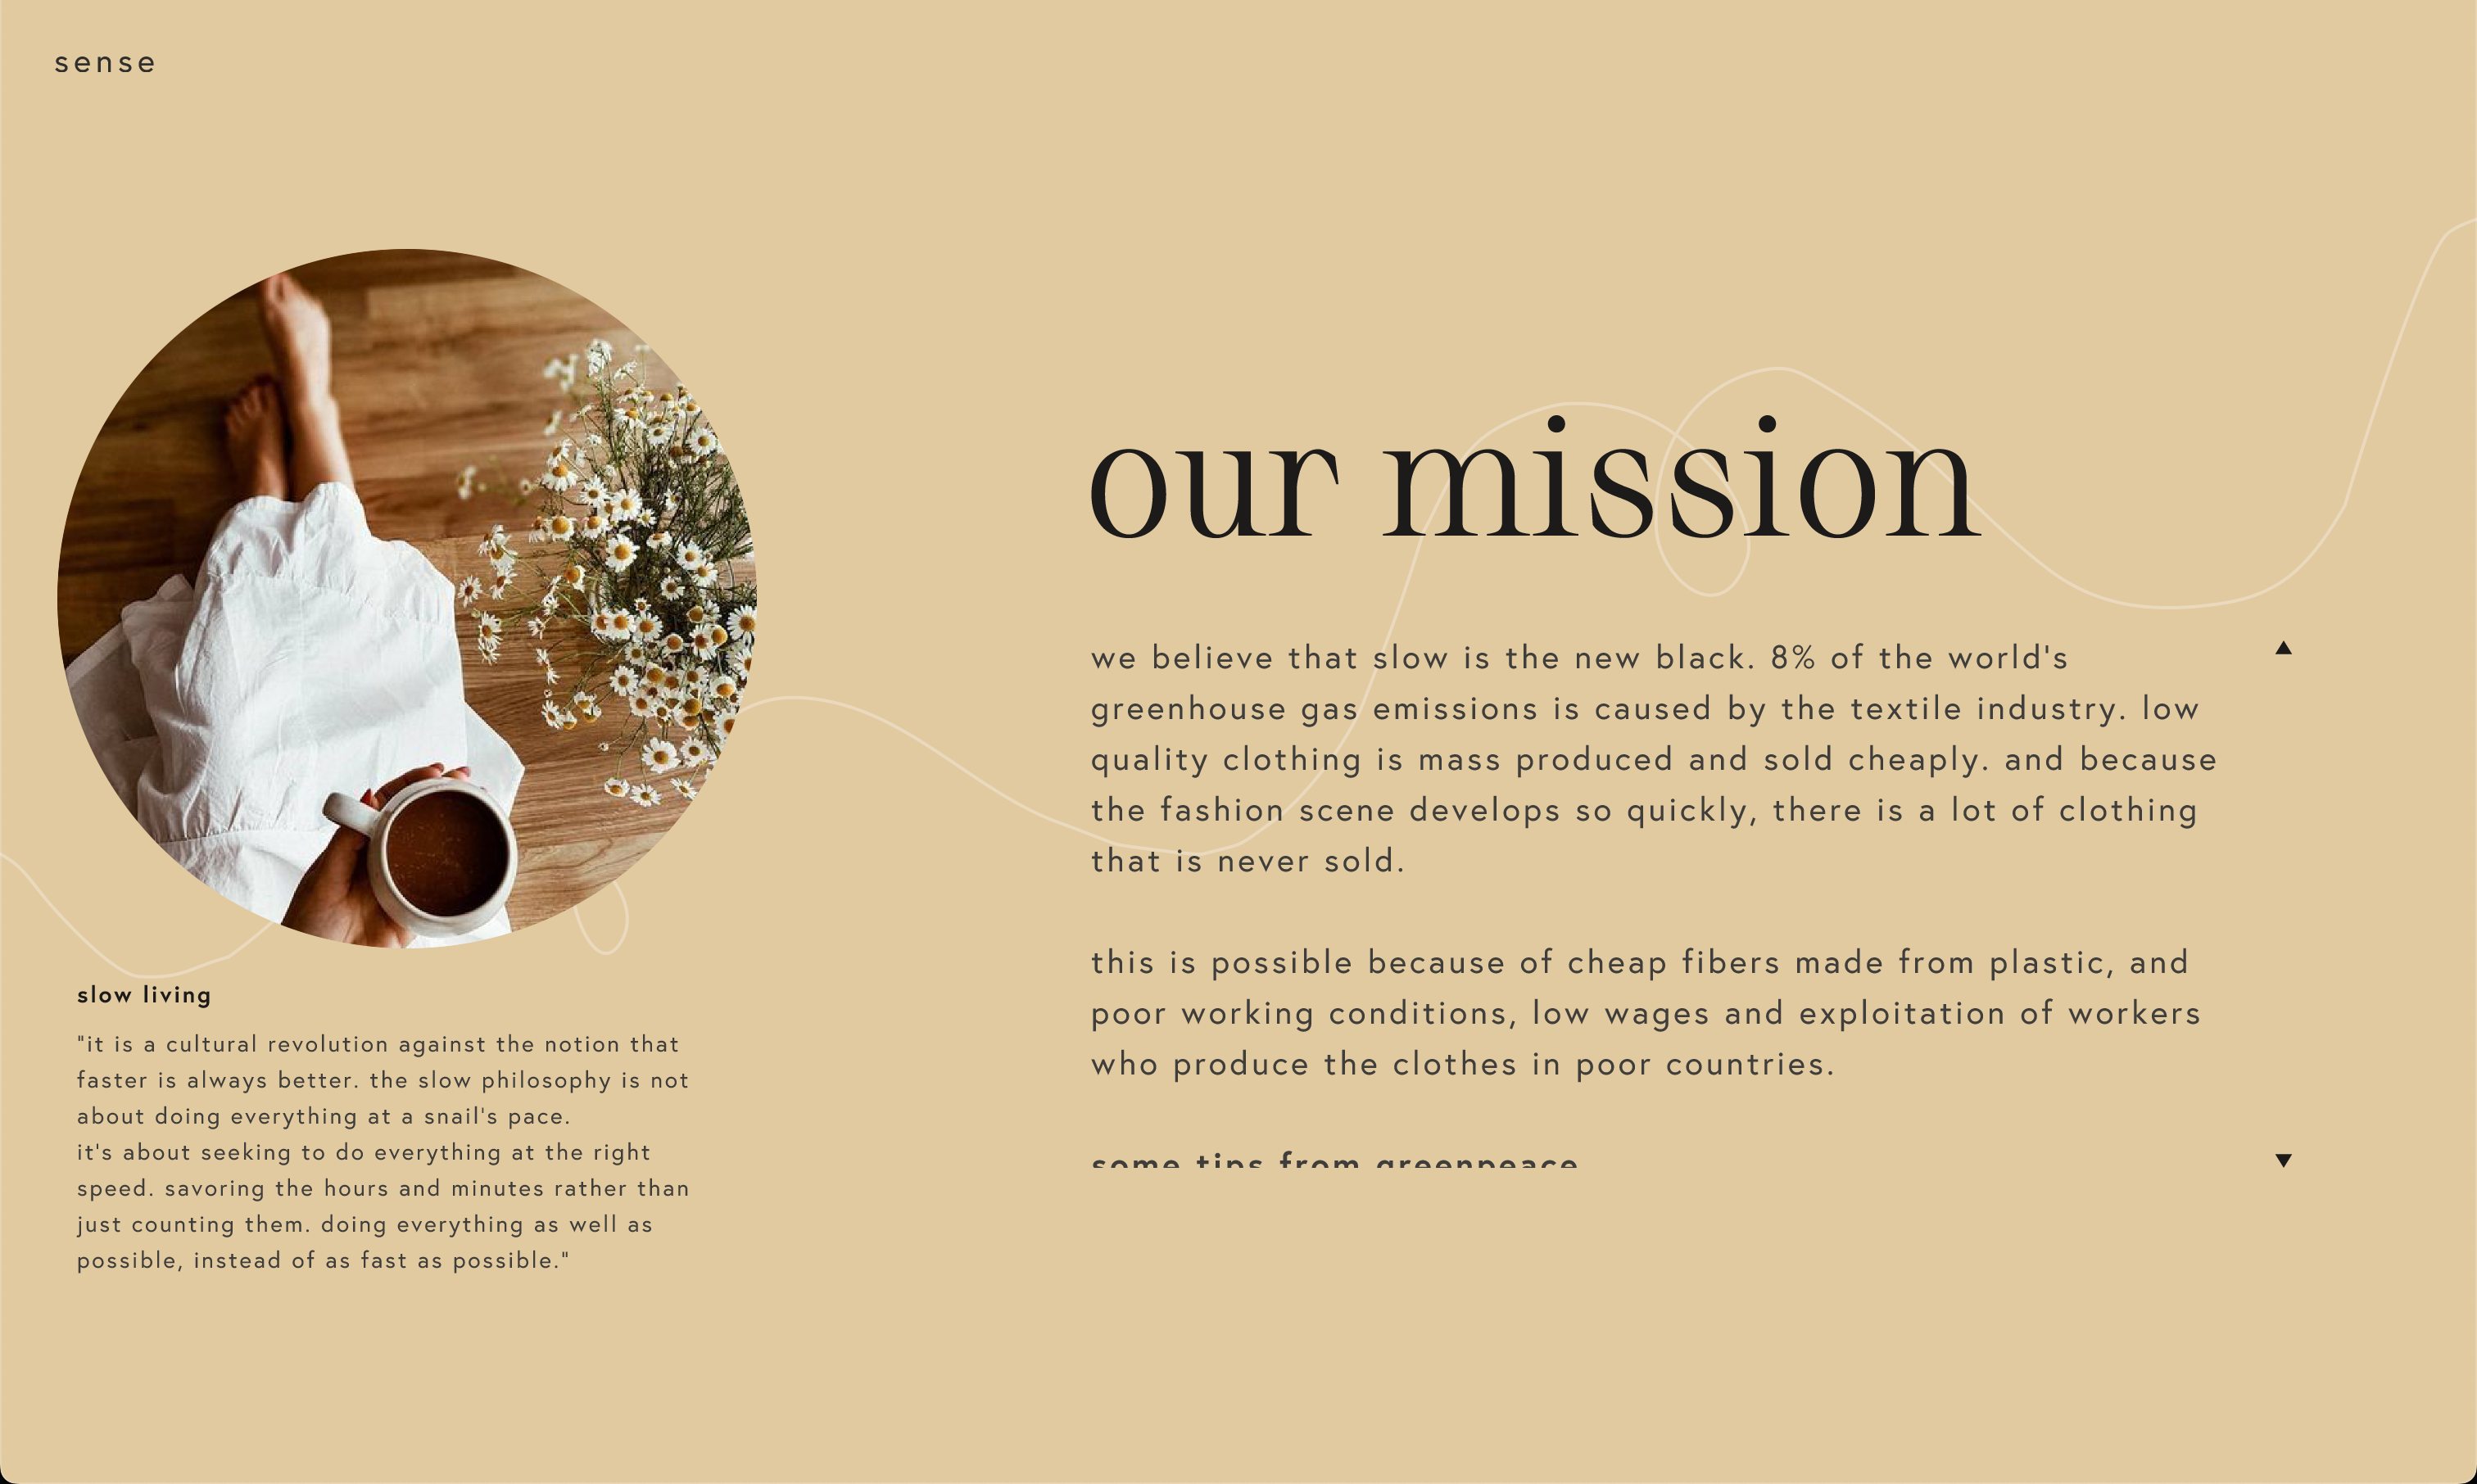 sense
our mission
we believe that slow is the new black. 8% of the world's
greenhouse gas emissions is caused by the textile industry. low
quality clothing is mass produced and sold cheaply. and because
the fashion scene develops so quickly, there is a lot of clothing
that is never sold.
this is possible because of cheap fibers made from plastic, and
poor working conditions, low wages and exploitation of workers
who produce the clothes in poor countries.
some tips from greenpeace
slow living
"it is a cultural revolution against the notion that
faster is always better. the slow philosophy is not
about doing everything at a snail's pace.
it's about seeking to do everything at the right
speed. savoring the hours and minutes rather than
just counting them. doing everything as well as
possible, instead of as fast as possible."